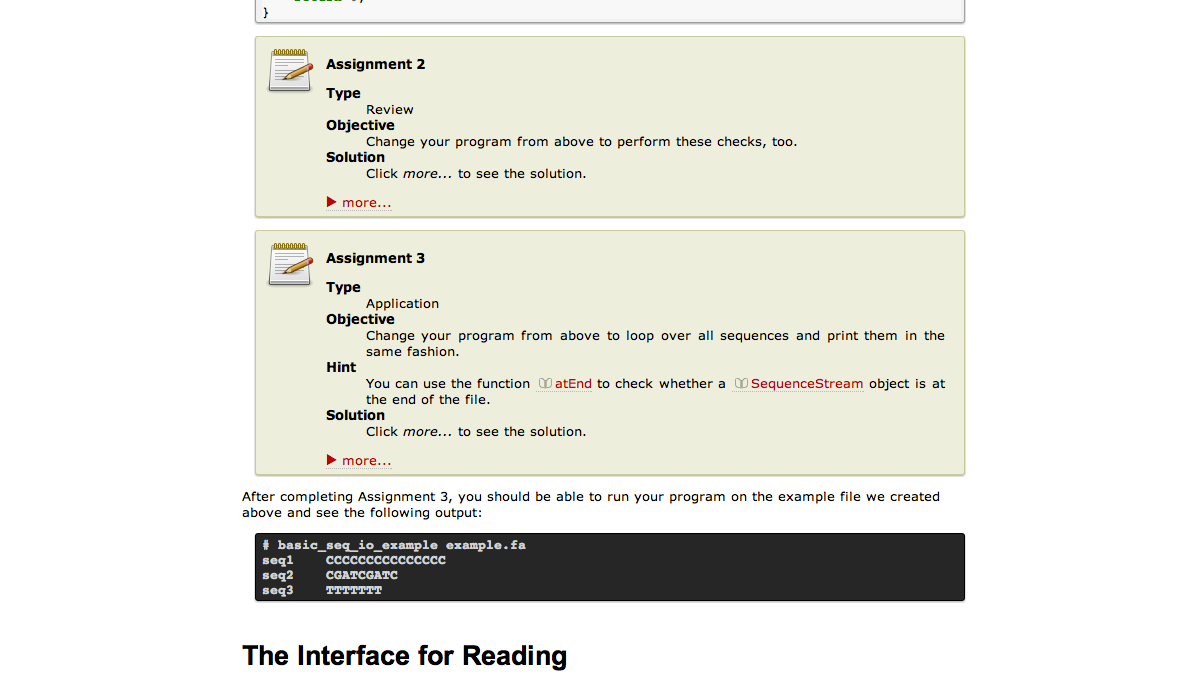 }
Assignment 2
Type
Review
Objective
Change your program from above to perform these checks, too.
Solution
Click more... to see the solution.
more...
Assignment 3
Type
Application
Objective
Change your program from above to loop over all sequences and print them in the
same fashion.
Hint
You can use the function atEnd to check whether a SequenceStream object is at
the end of the file.
Solution
Click more... to see the solution.
more...
After completing Assignment 3, you should be able to run your program on the example file we created
above and see the following output:
# basic_seq_io_example example.fa
seq1    CCCCCCCCCCCCCCC
seq2    CGATCGATC
seq3    TTTTTTT
The Interface for Reading